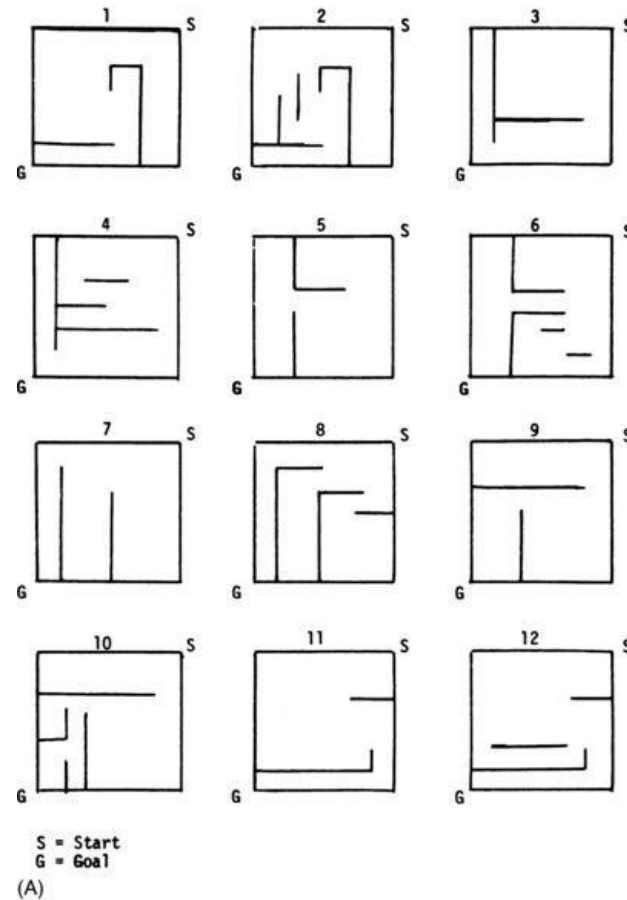 1 2 3
S S S
G G G
4 5 6
S S S
G G G
7 8 9
S S S
G G G
10 11 12
S S S
G G G
S = Start
G = Goal
(A)